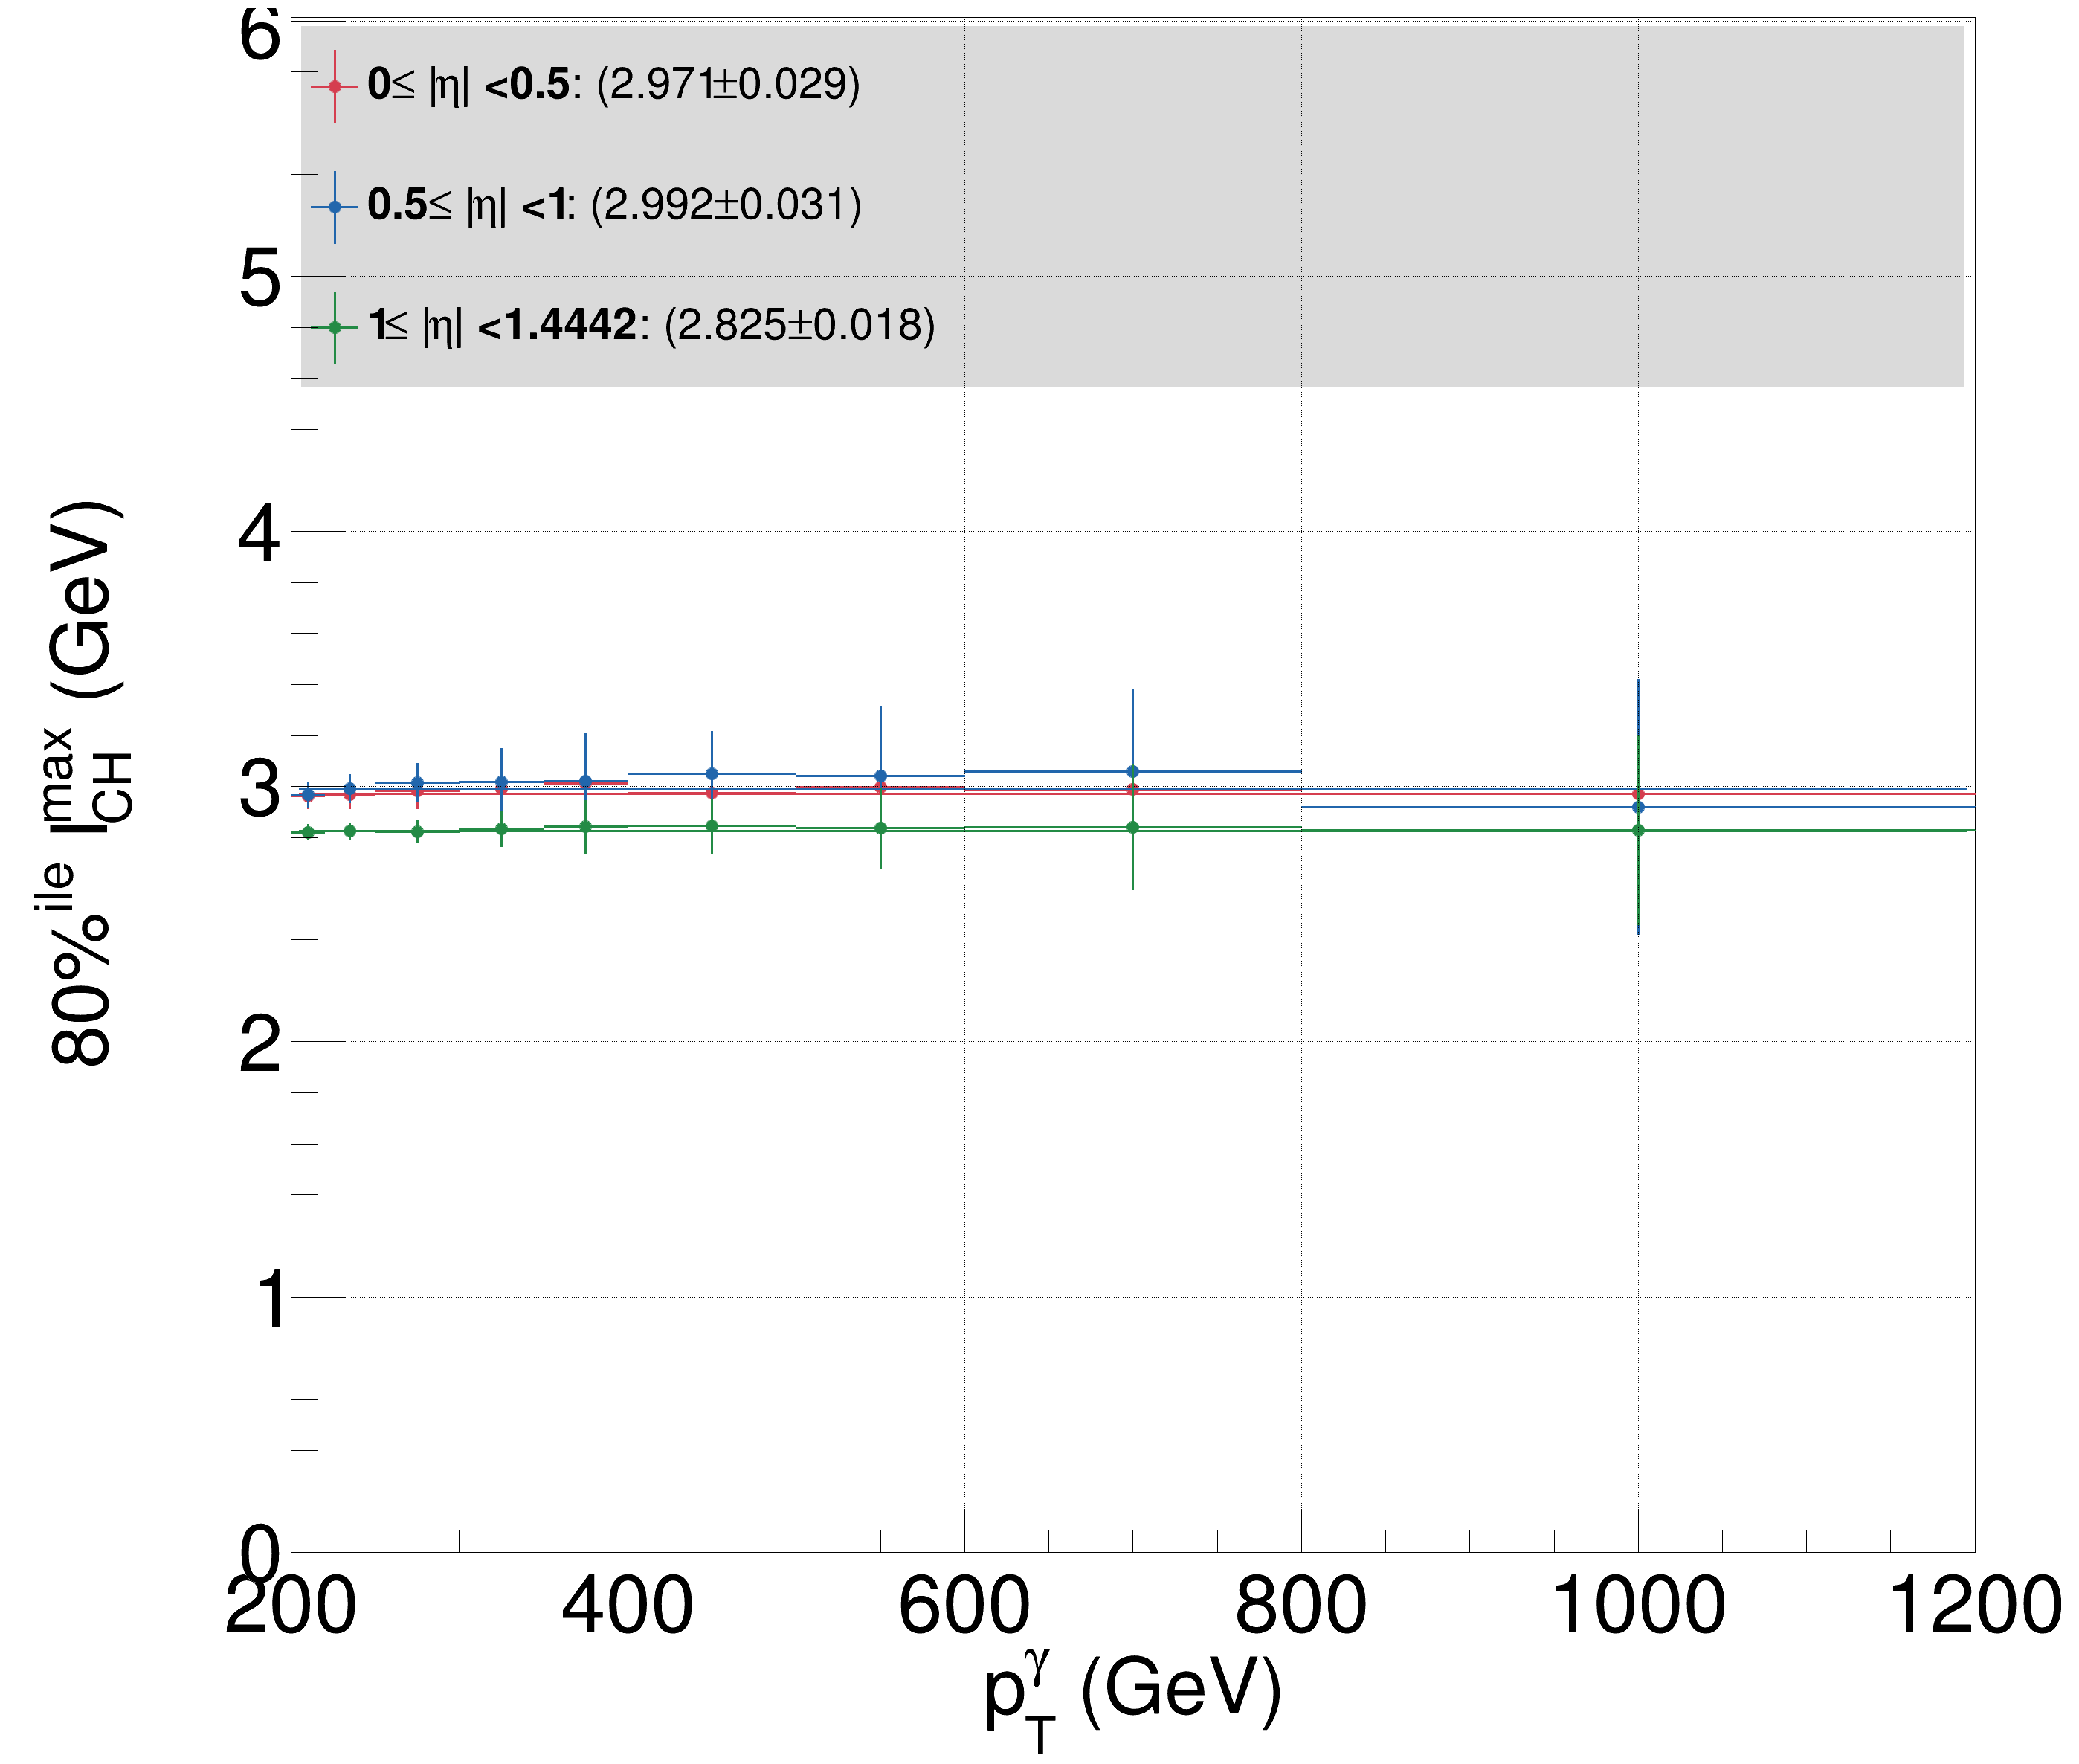 6
0≤ |η| <0.5: (2.971±0.029)
0.5≤ |η| <1: (2.992±0.031)
5
1≤ |η| <1.4442: (2.825±0.018)
4
3
2
1
0
80%^ile I_CH^max (GeV)
200 400 600 800 1000 1200
p_T^γ (GeV)